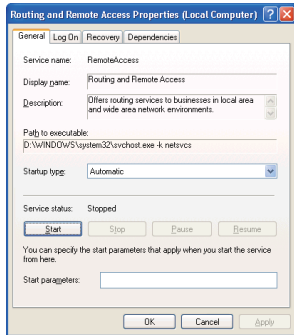 Routing and Remote Access Properties (Local Computer)
General Log On Recovery Dependencies
Service name: RemoteAccess
Display name: Routing and Remote Access
Description: Offers routing services to businesses in local area
and wide area network environments.
Path to executable:
D:\WINDOWS\system32\svchost.exe -k netsvcs
Startup type: Automatic
Service status: Stopped
Start Stop Pause Resume
You can specify the start parameters that apply when you start the service
from here.
Start parameters:
OK Cancel Apply